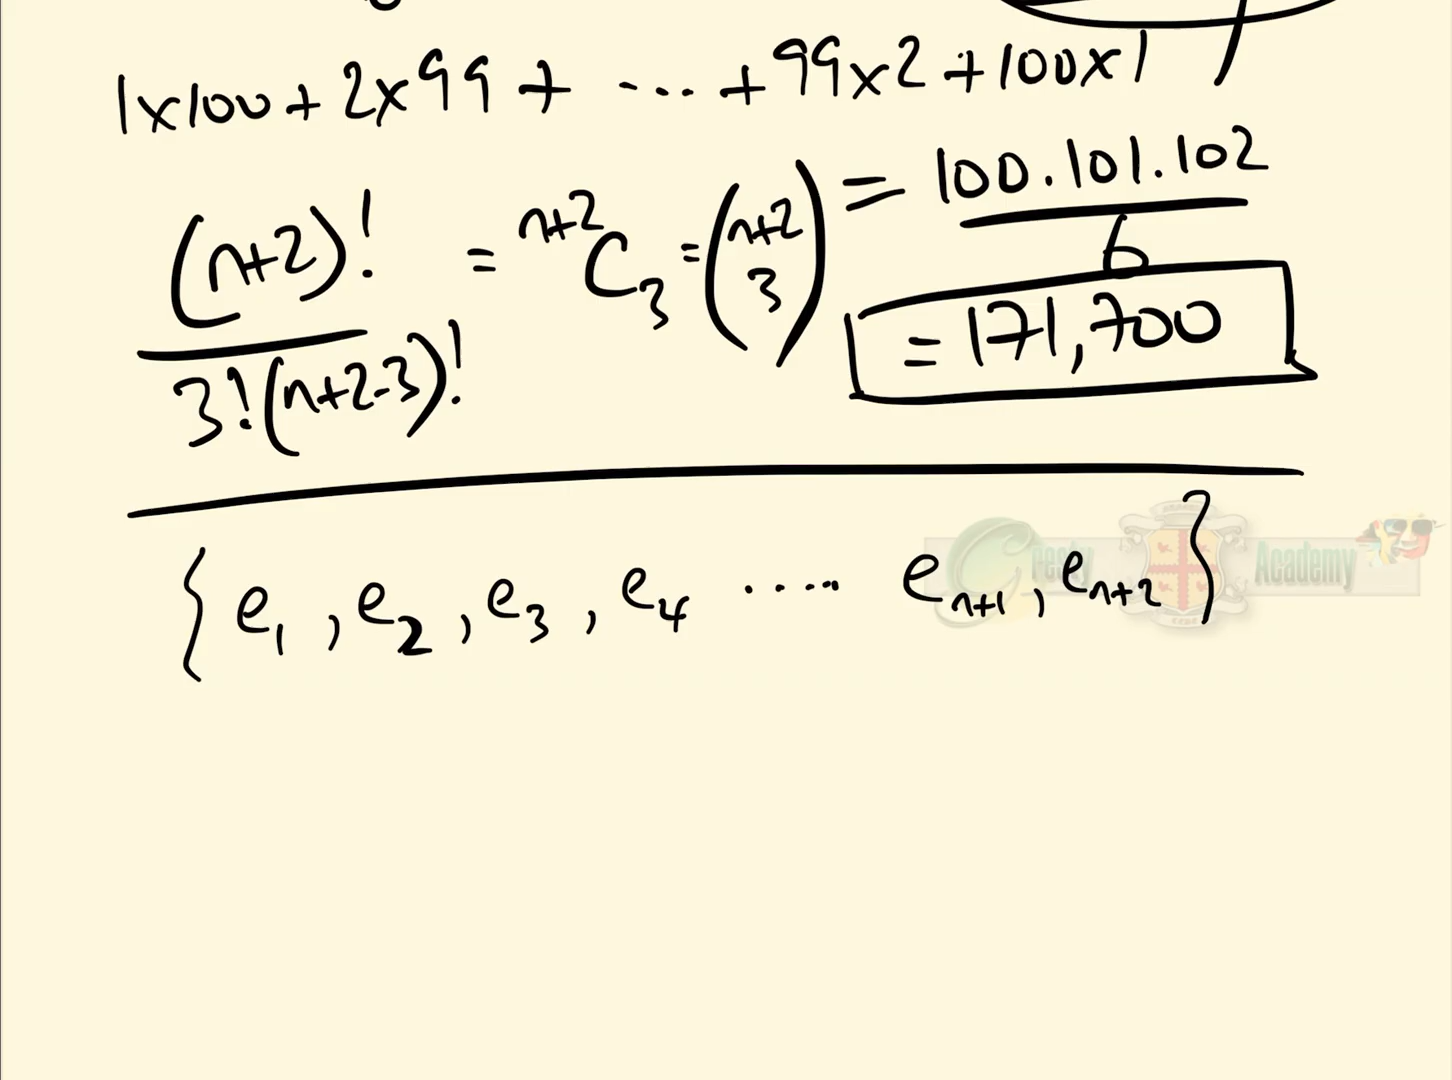 1x100 + 2x99 + ... + 99x2 + 100x1
(n+2)! / 3!(n+2-3)! = ⁿ⁺²C₃ = (n+2 3) = 100.101.102 / 6
= 171,700
{ e₁ , e₂ , e₃ , e₄ ..... eₙ₊₁ , eₙ₊₂ }
Cresty Academy